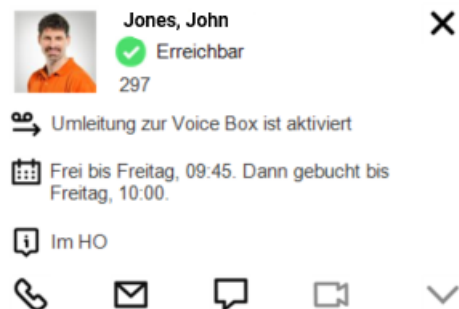 Jones, John
Erreichbar
297
Umleitung zur Voice Box ist aktiviert
Frei bis Freitag, 09:45. Dann gebucht bis
Freitag, 10:00.
Im HO